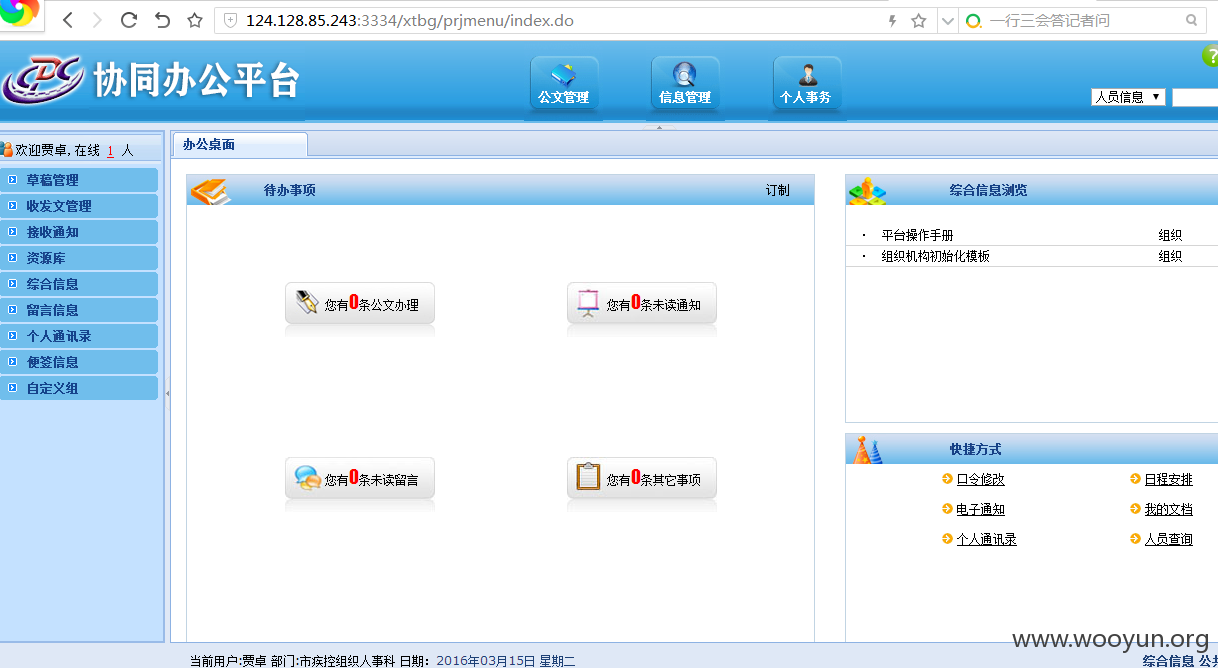 124.128.85.243:3334/xtbg/prjmenu/index.do
一行三会答记者问
CDC 协同办公平台
公文管理
信息管理
个人事务
?
人员信息 ▼
欢迎贾卓,在线 1 人
草稿管理
收发文管理
接收通知
资源库
综合信息
留言信息
个人通讯录
便签信息
自定义组
办公桌面
待办事项 订制
您有0条公文办理
您有0条未读通知
您有0条未读留言
您有0条其它事项
综合信息浏览
· 平台操作手册 组织
· 组织机构初始化模板 组织
快捷方式
口令修改 日程安排
电子通知 我的文档
个人通讯录 人员查询
www.wooyun.org
当前用户:贾卓 部门:市疾控组织人事科 日期: 2016年03月15日 星期二
综合信息